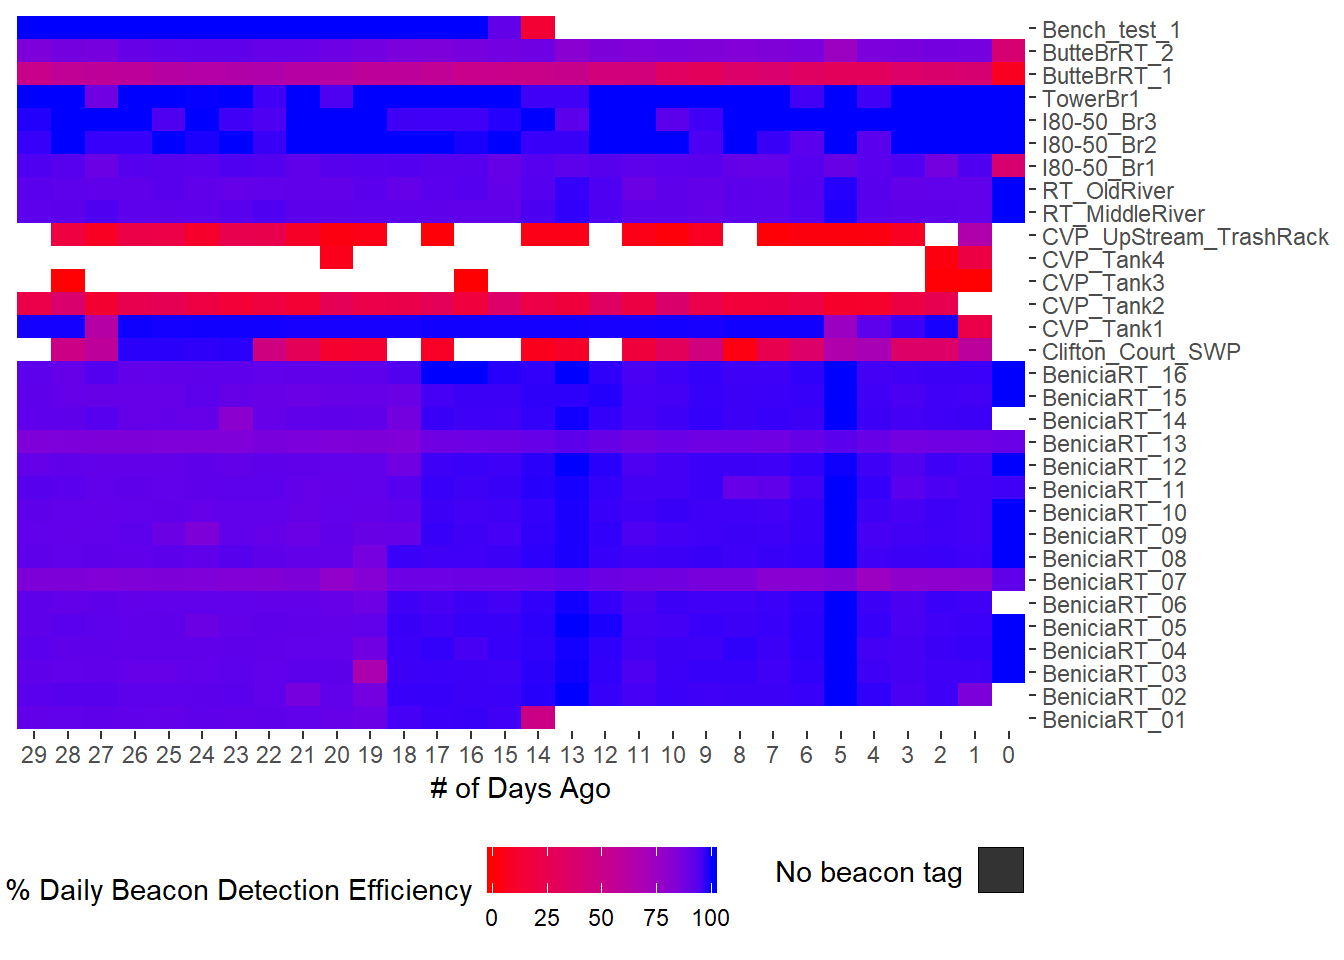 Bench_test_1
ButteBrRT_2
ButteBrRT_1
TowerBr1
I80-50_Br3
I80-50_Br2
I80-50_Br1
RT_OldRiver
RT_MiddleRiver
CVP_UpStream_TrashRack
CVP_Tank4
CVP_Tank3
CVP_Tank2
CVP_Tank1
Clifton_Court_SWP
BeniciaRT_16
BeniciaRT_15
BeniciaRT_14
BeniciaRT_13
BeniciaRT_12
BeniciaRT_11
BeniciaRT_10
BeniciaRT_09
BeniciaRT_08
BeniciaRT_07
BeniciaRT_06
BeniciaRT_05
BeniciaRT_04
BeniciaRT_03
BeniciaRT_02
BeniciaRT_01
29 28 27 26 25 24 23 22 21 20 19 18 17 16 15 14 13 12 11 10 9 8 7 6 5 4 3 2 1 0
# of Days Ago
% Daily Beacon Detection Efficiency
0 25 50 75 100
No beacon tag